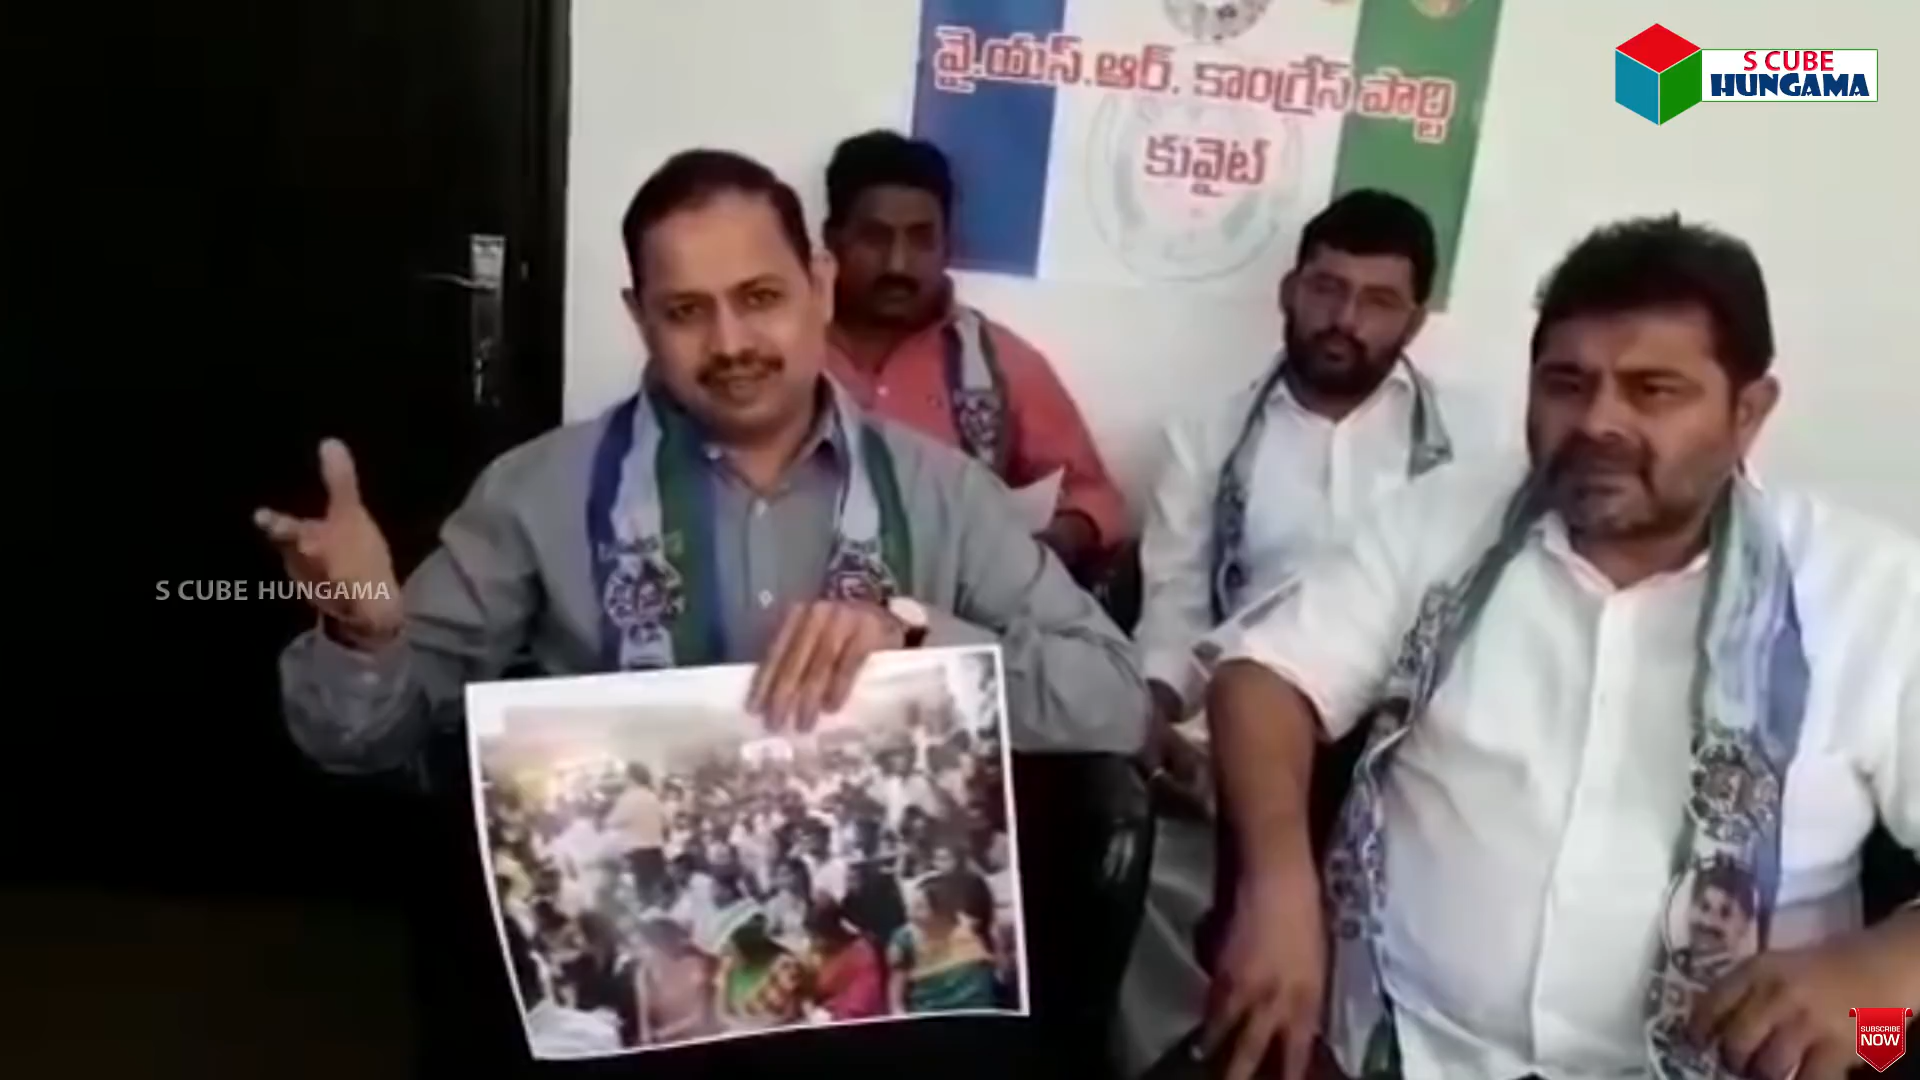 వై.యస్.ఆర్. కాంగ్రేస్ పార్టి
కువైట్
S CUBE
HUNGAMA
S CUBE HUNGAMA
SUBSCRIBE
NOW